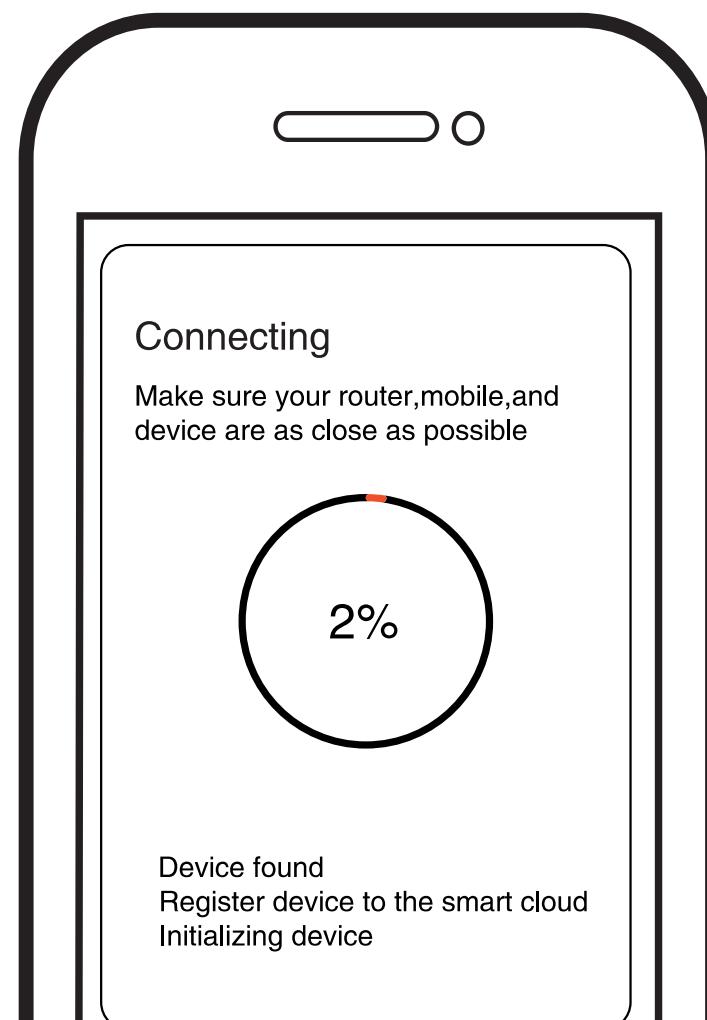 Connecting
Make sure your router,mobile,and
device are as close as possible
2%
Device found
Register device to the smart cloud
Initializing device